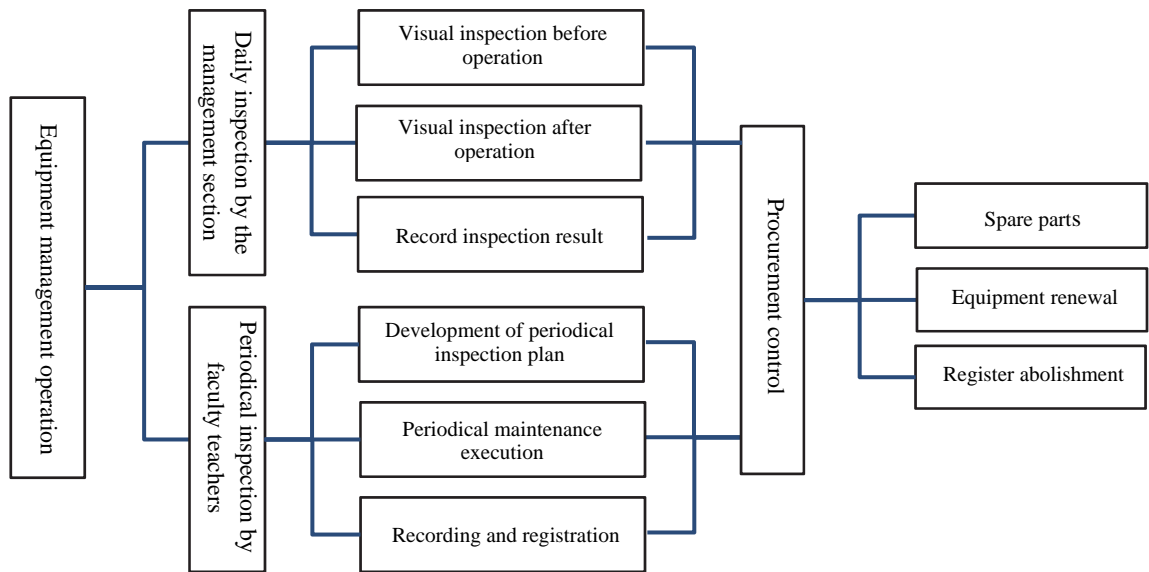 Equipment management operation
Daily inspection by the
management section
Periodical inspection by
faculty teachers
Visual inspection before
operation
Visual inspection after
operation
Record inspection result
Development of periodical
inspection plan
Periodical maintenance
execution
Recording and registration
Procurement control
Spare parts
Equipment renewal
Register abolishment